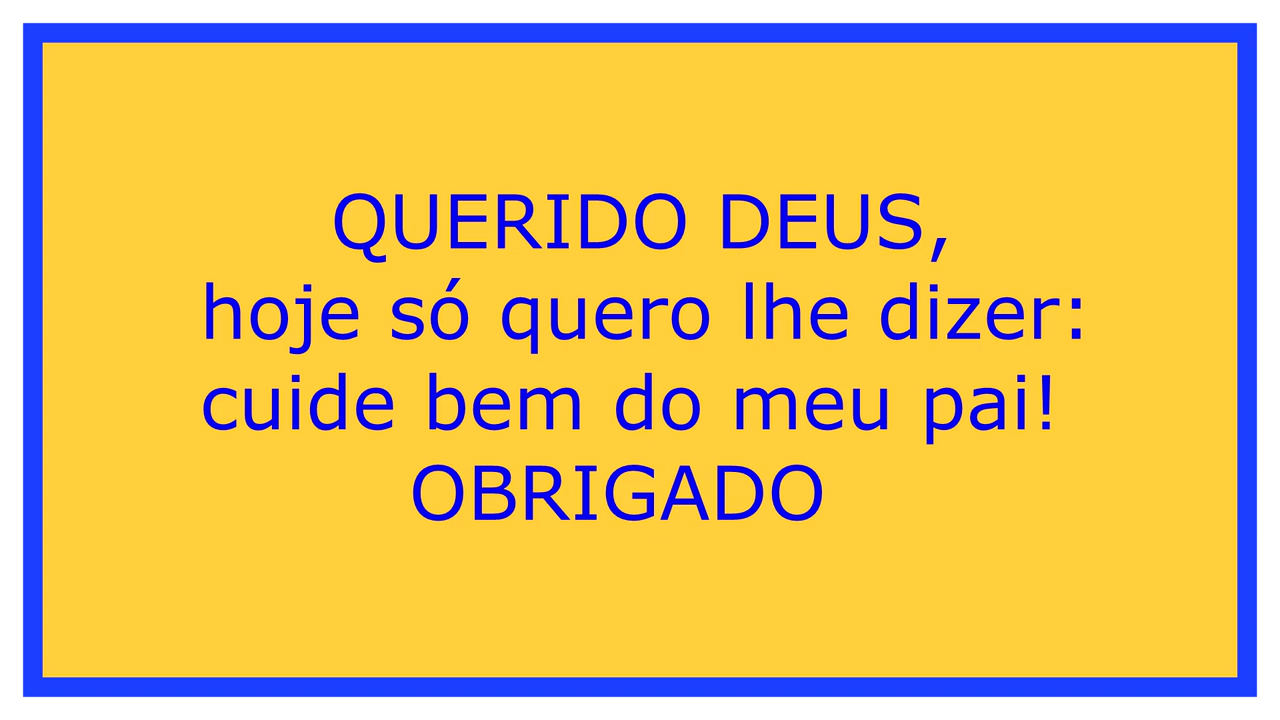 QUERIDO DEUS,
hoje só quero lhe dizer:
cuide bem do meu pai!
OBRIGADO